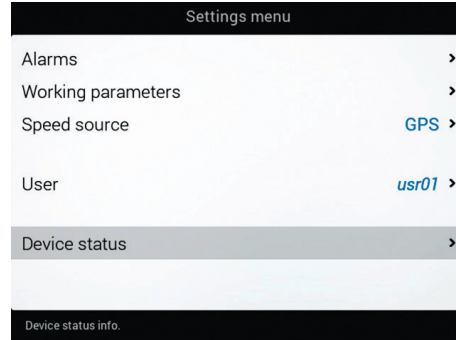 Settings menu
Alarms
Working parameters
Speed source GPS
User usr01
Device status
Device status info.